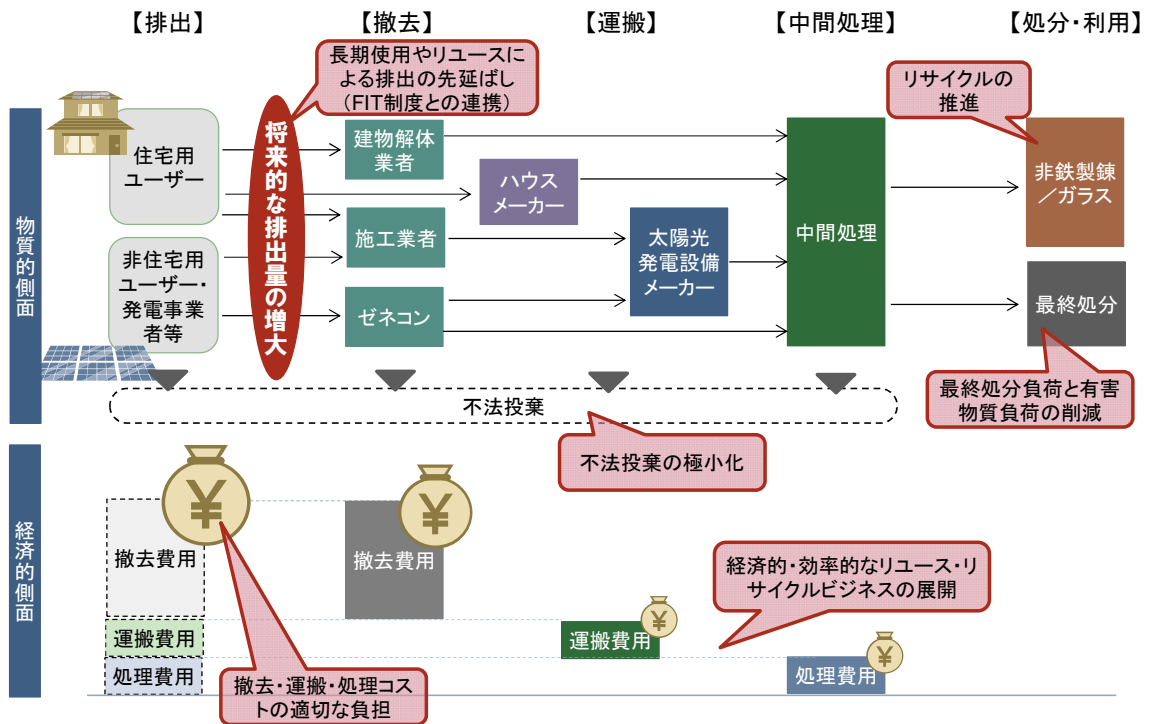 【排出】
【撤去】
【運搬】
【中間処理】
【処分・利用】
長期使用やリユースに
よる排出の先延ばし
(FIT制度との連携)
リサイクルの
推進
物質的側面
住宅用
ユーザー
非住宅用
ユーザー・
発電事業
者等
将来的な排出量の増大
建物解体
業者
施工業者
ゼネコン
ハウス
メーカー
太陽光
発電設備
メーカー
中間処理
非鉄製錬
／ガラス
最終処分
最終処分負荷と有害
物質負荷の削減
不法投棄
不法投棄の極小化
経済的側面
¥
撤去費用
運搬費用
処理費用
¥
撤去費用
¥
運搬費用
¥
処理費用
経済的・効率的なリユース・リ
サイクルビジネスの展開
撤去・運搬・処理コス
トの適切な負担